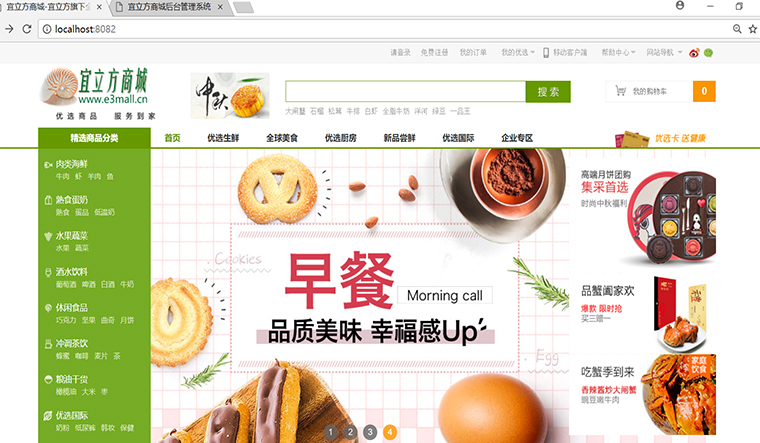 宜立方商城-宜立方旗下
宜立方商城后台管理系统
localhost:8082
请登录 免费注册 我的订单 我的优选 移动客户端 帮助中心 网站导航
宜立方商城
www.e3mall.cn
优选商品 服务到家
中秋
搜 索
我的购物车 0
大闸蟹 石榴 松茸 牛排 白虾 全脂牛奶 洋河 绿豆 一品王
精选商品分类 首页 优选生鲜 全球美食 优选厨房 新品尝鲜 优选国际 企业专区
优选卡 送健康
肉类海鲜
牛肉 虾 羊肉 鱼
熟食蛋奶
熟食 蛋品 低温奶
水果蔬菜
水果 蔬菜
酒水饮料
葡萄酒 啤酒 白酒 牛奶
休闲食品
巧克力 坚果 曲奇 月饼
冲调茶饮
蜂蜜 咖啡 麦片 茶
粮油干货
橄榄油 大米 枣
优选国际
奶粉 纸尿裤 韩妆 保健
Cookies
早餐
Morning call
品质美味 幸福感Up
Egg
1 2 3 4
高端月饼团购
集采首选
时尚中秋福利
品蟹阖家欢
爆款 限时抢
买三赠一
吃蟹季到来
香辣酱炒大闸蟹
豌豆嫩牛肉
家庭
饮食